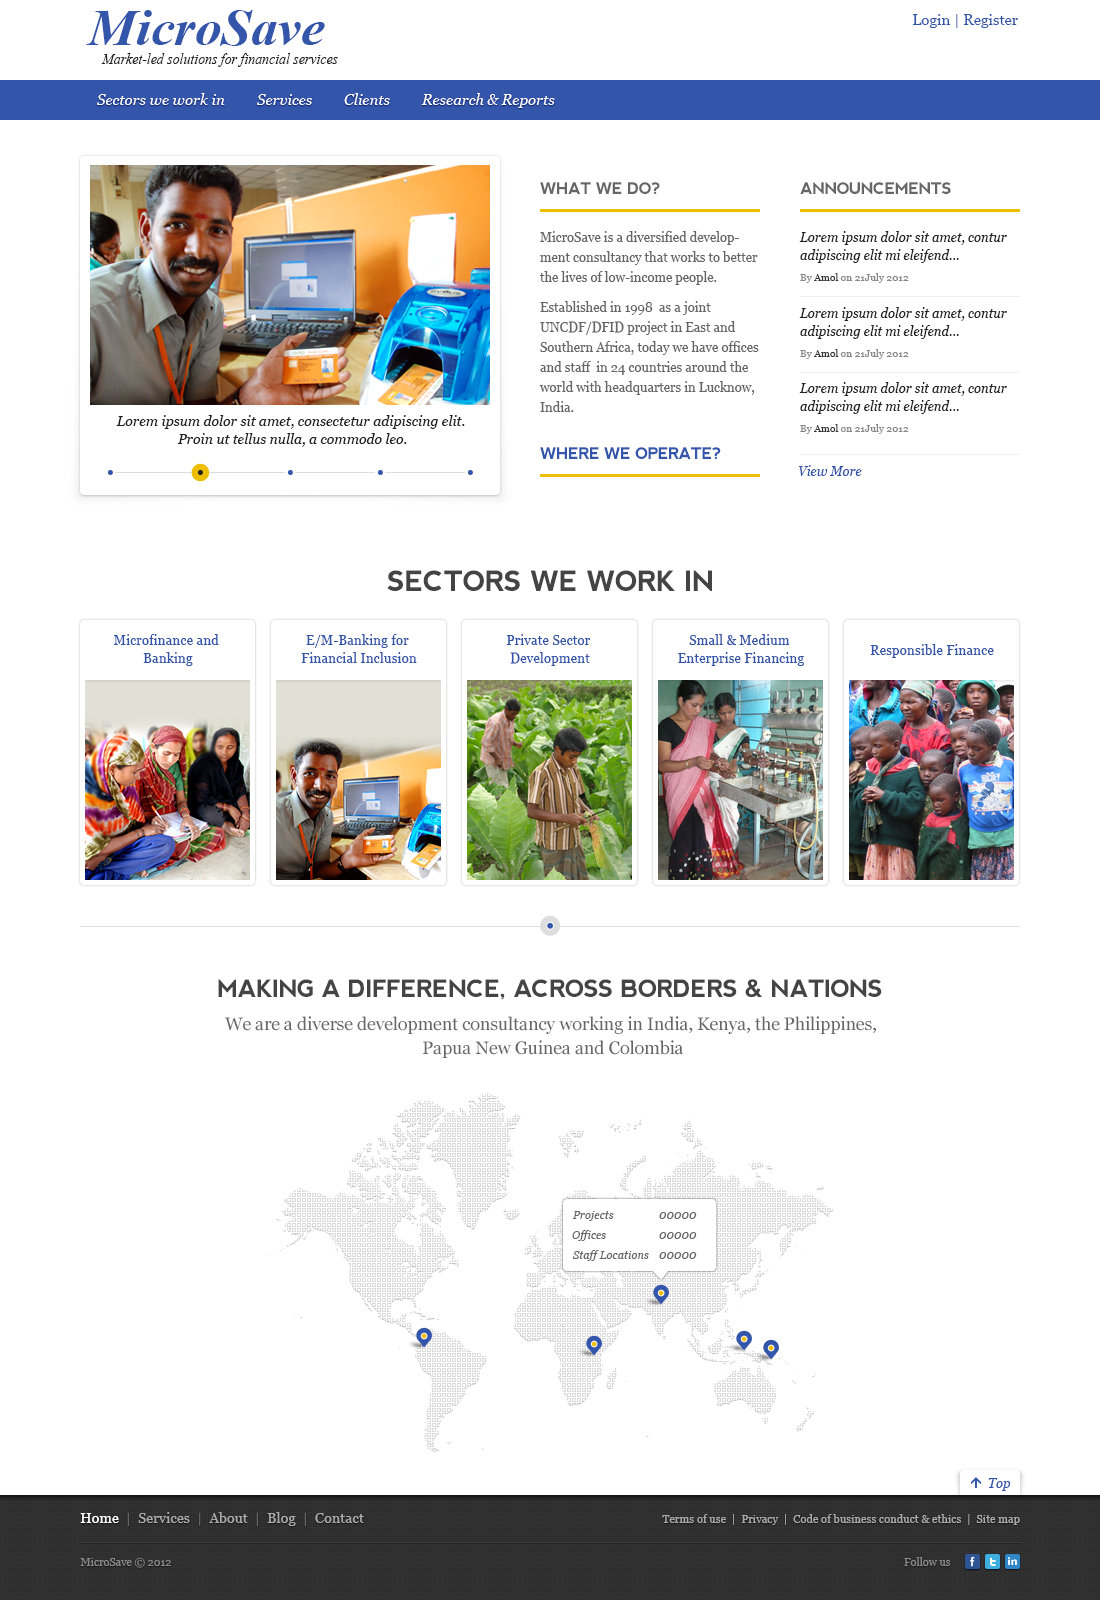 MicroSave
Market-led solutions for financial services
Login | Register
Sectors we work in
Services
Clients
Research & Reports
Lorem ipsum dolor sit amet, consectetur adipiscing elit.
Proin ut tellus nulla, a commodo leo.
WHAT WE DO?
MicroSave is a diversified develop-
ment consultancy that works to better
the lives of low-income people.
Established in 1998 as a joint
UNCDF/DFID project in East and
Southern Africa, today we have offices
and staff in 24 countries around the
world with headquarters in Lucknow,
India.
WHERE WE OPERATE?
ANNOUNCEMENTS
Lorem ipsum dolor sit amet, contur
adipiscing elit mi eleifend...
By Amol on 21July 2012
Lorem ipsum dolor sit amet, contur
adipiscing elit mi eleifend...
By Amol on 21July 2012
Lorem ipsum dolor sit amet, contur
adipiscing elit mi eleifend...
By Amol on 21July 2012
View More
SECTORS WE WORK IN
Microfinance and
Banking
E/M-Banking for
Financial Inclusion
Private Sector
Development
Small & Medium
Enterprise Financing
Responsible Finance
MAKING A DIFFERENCE, ACROSS BORDERS & NATIONS
We are a diverse development consultancy working in India, Kenya, the Philippines,
Papua New Guinea and Colombia
Projects 00000
Offices 00000
Staff Locations 00000
Top
Home | Services | About | Blog | Contact
Terms of use | Privacy | Code of business conduct & ethics | Site map
MicroSave © 2012
Follow us